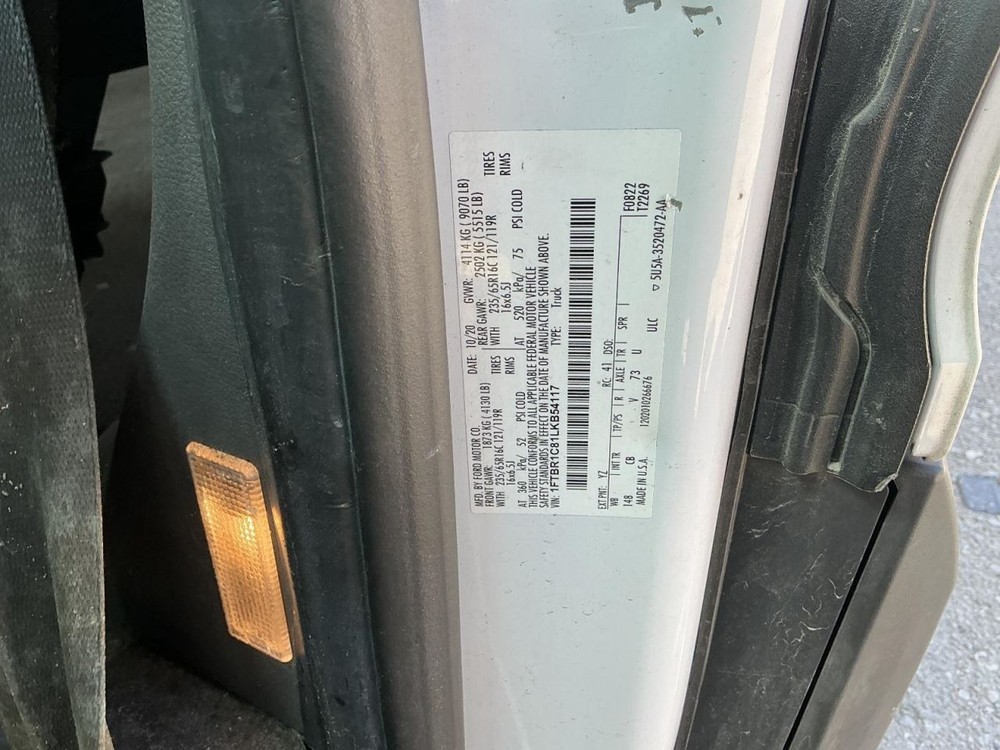 MFD. BY FORD MOTOR CO.
DATE: 10/20 GVWR: 4114 KG ( 9070 LB)
FRONT GAWR: 1873 KG ( 4130 LB) REAR GAWR: 2502 KG ( 5515 LB)
WITH 235/65R16C 121/119R TIRES WITH 235/65R16C 121/119R TIRES
16x6.5J RIMS 16x6.5J RIMS
AT 360 kPa/ 52 PSI COLD AT 520 kPa/ 75 PSI COLD
THIS VEHICLE CONFORMS TO ALL APPLICABLE FEDERAL MOTOR VEHICLE
SAFETY STANDARDS IN EFFECT ON THE DATE OF MANUFACTURE SHOWN ABOVE.
VIN: 1FTBR1C81LKB54117 TYPE: Truck
EXT PNT: YZ RC: 41 DSO: F0822
WB INT TR TP/PS R AXLE TR SPR T2269
148 CB V 73 U
MADE IN U.S.A. 1202010266676 ULC ▽ 5U5A-3520472-AA